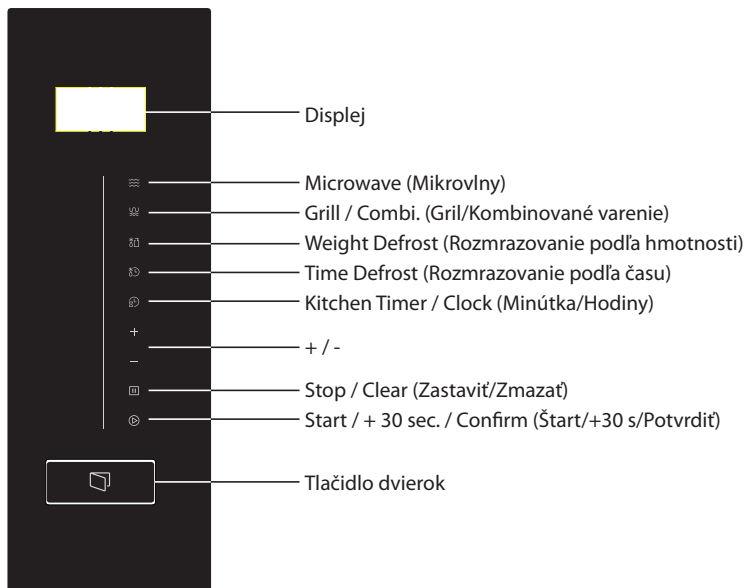 Displej
Microwave (Mikrovlny)
Grill / Combi. (Gril/Kombinované varenie)
Weight Defrost (Rozmrazovanie podľa hmotnosti)
Time Defrost (Rozmrazovanie podľa času)
Kitchen Timer / Clock (Minútka/Hodiny)
+ / -
Stop / Clear (Zastaviť/Zmazať)
Start / + 30 sec. / Confirm (Štart/+30 s/Potvrdiť)
Tlačidlo dvierok